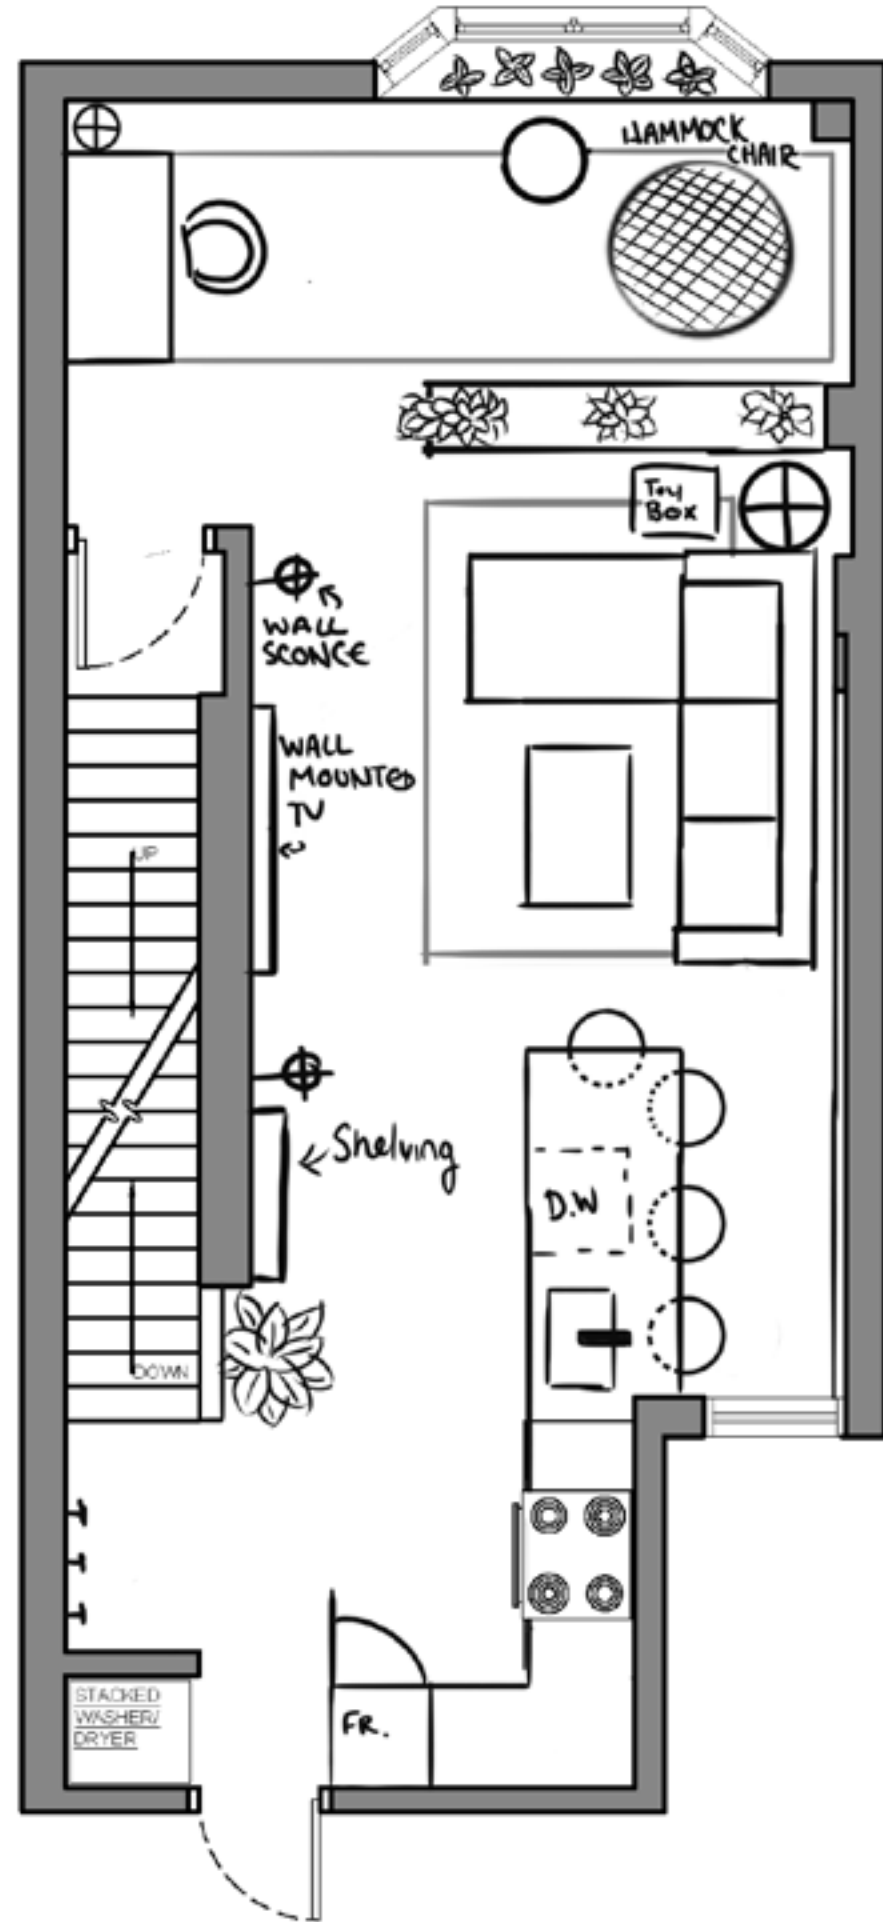 HAMMOCK
CHAIR
Toy
BOX
WALL
SCONCE
WALL
MOUNTED
TV
UP
Shelving
D.W
DOWN
STACKED
WASHER/
DRYER
FR.